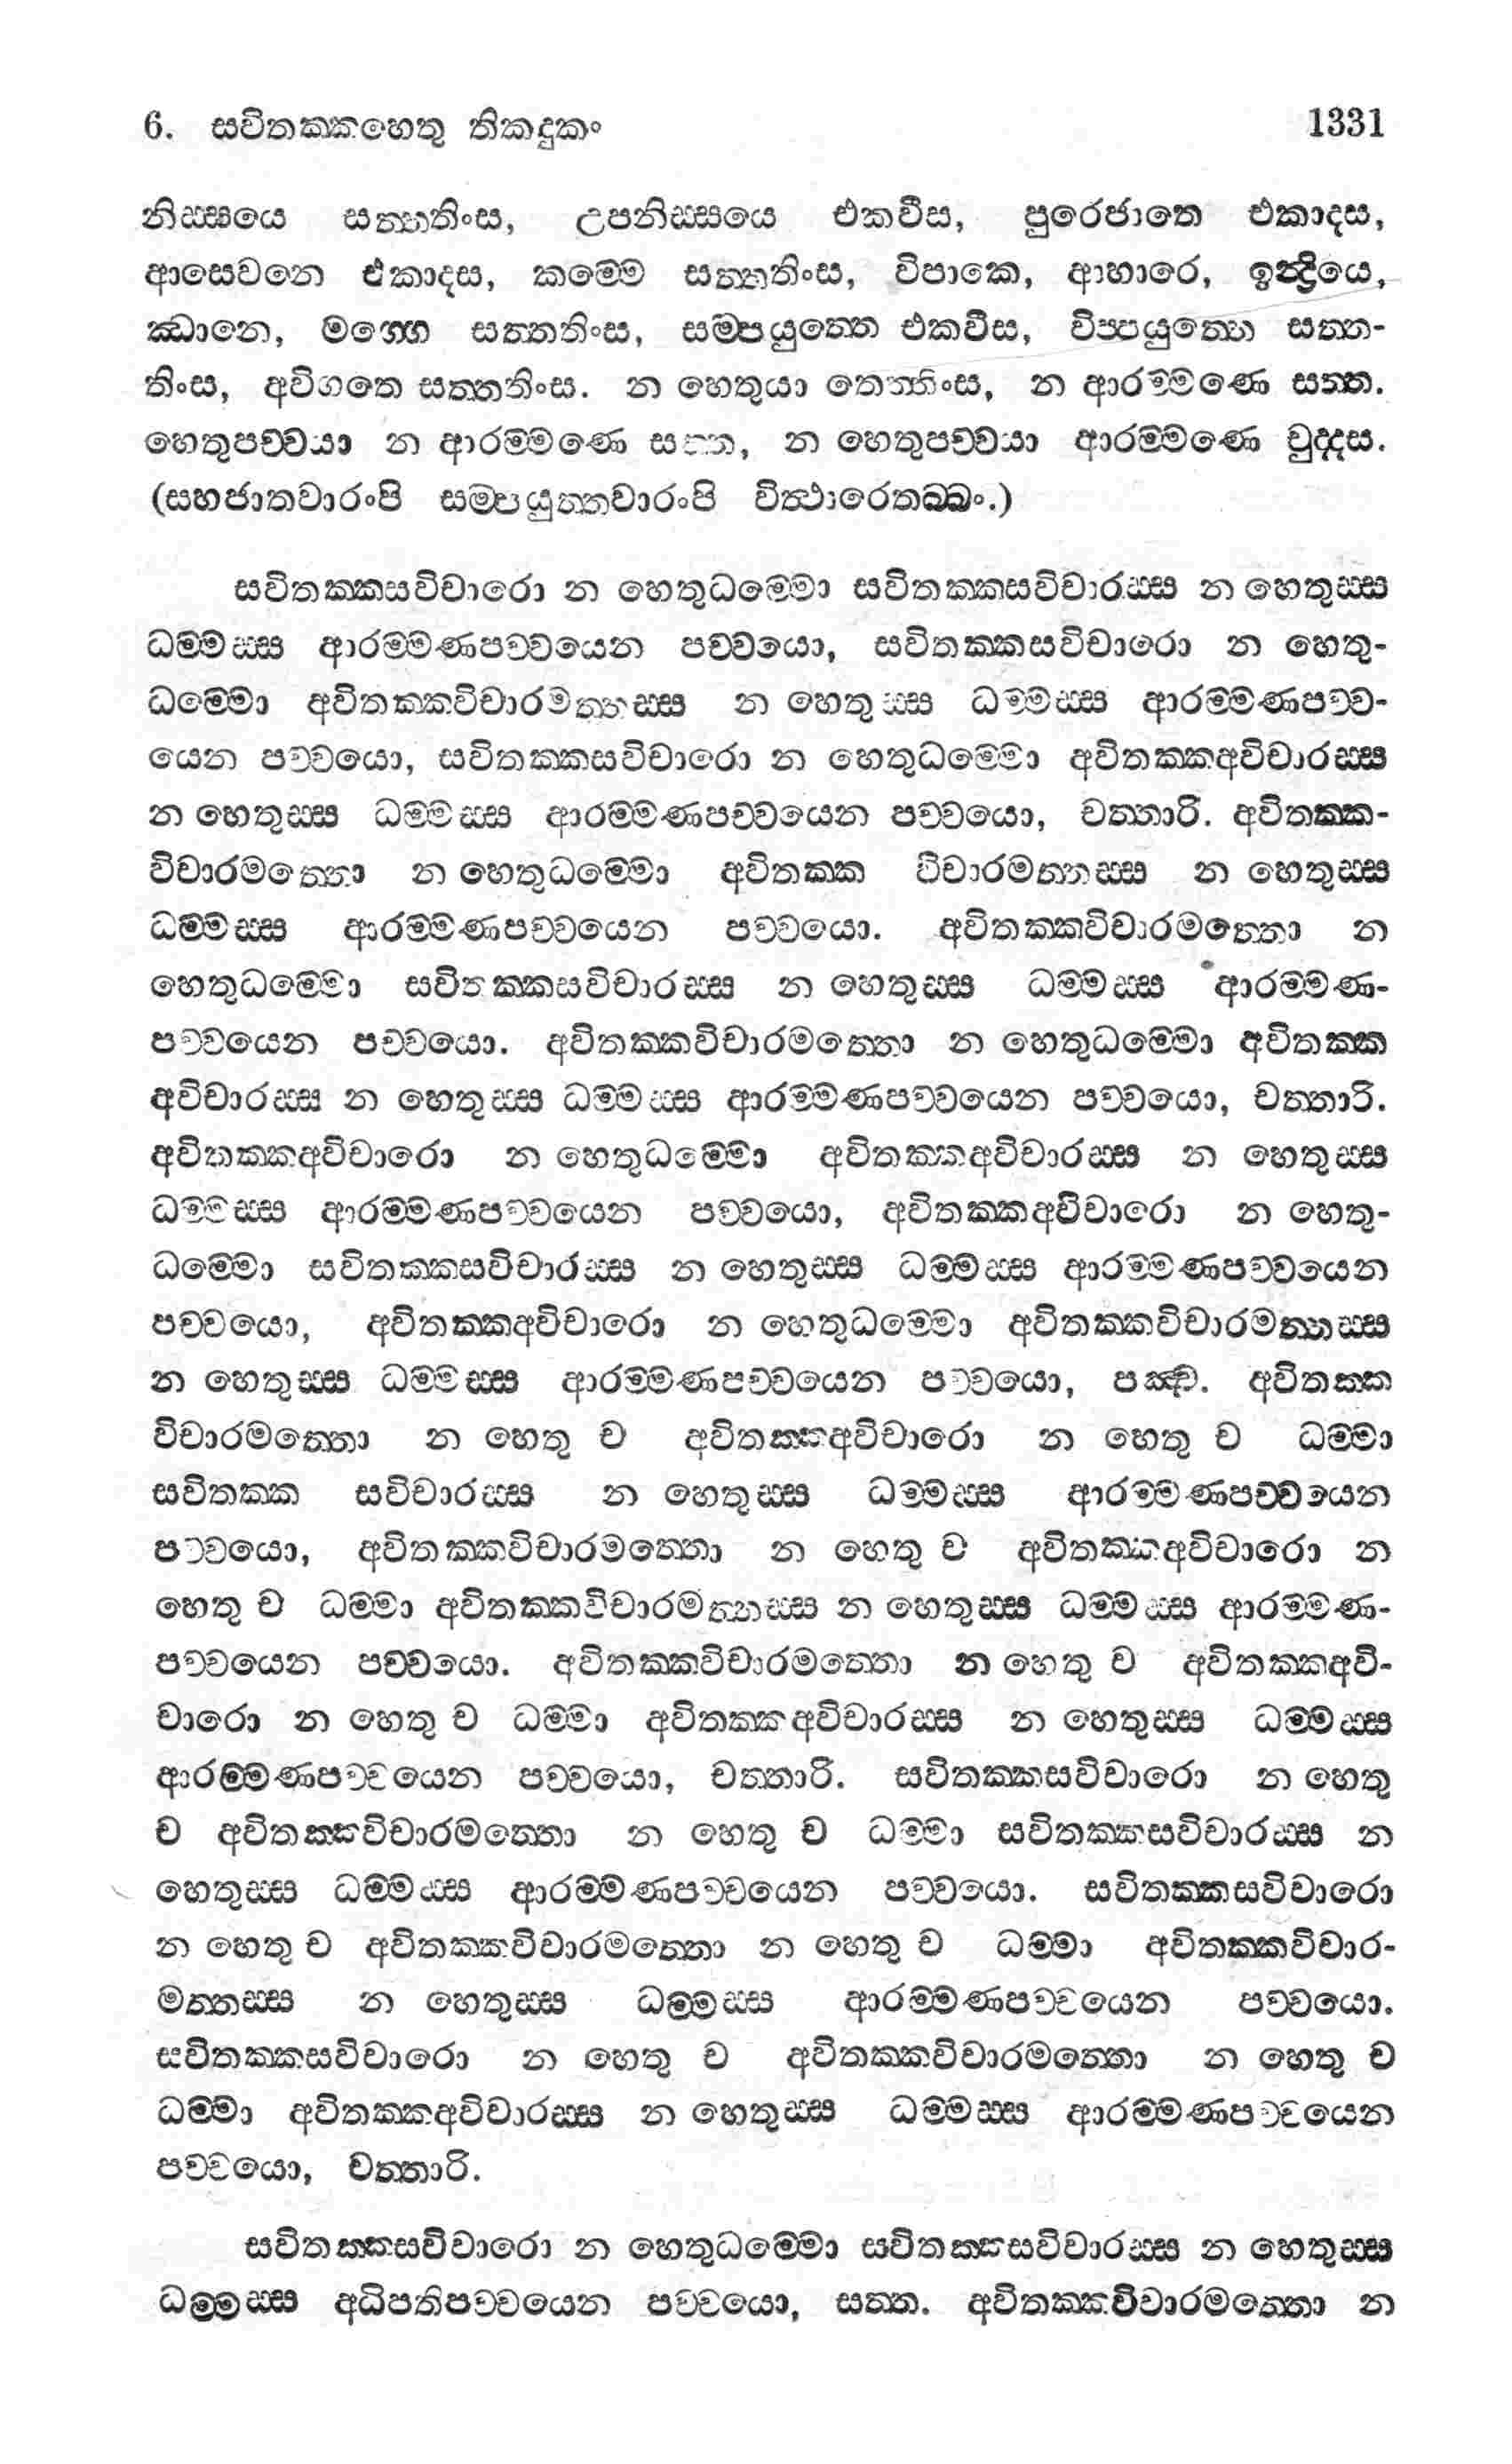 6. සවිතක්කහෙතු තිකදුකං 1331
නිස්සයෙ සත්තතිංස, උපනිස්සයෙ එකවීස, පුරෙජාතෙ එකාදස,
ආසෙවනෙ එකාදස, කම්මෙ සත්තතිංස, විපාකෙ, ආහාරෙ, ඉන්ද්‍රියෙ,
ඣානෙ, මග්ගෙ සත්තතිංස, සම්පයුත්තෙ එකවීස, විප්පයුත්තෙ සත්ත-
තිංස, අවිගතෙ සත්තතිංස. න හෙතුයා තෙත්තිංස, න ආරම්මණෙ සත්ත.
හෙතුපච්චයා න ආරම්මණෙ සත්ත, න හෙතුපච්චයා ආරම්මණෙ චුද්දස.
(සහජාතවාරංපි සම්පයුත්තවාරංපි විත්ථාරෙතබ්බං.)
සවිතක්කසවිචාරො න හෙතුධම්මො සවිතක්කසවිචාරස්ස න හෙතුස්ස
ධම්මස්ස ආරම්මණපච්චයෙන පච්චයො, සවිතක්කසවිචාරො න හෙතු-
ධම්මො අවිතක්කවිචාරමත්තස්ස න හෙතුස්ස ධම්මස්ස ආරම්මණපච්ච-
යෙන පච්චයො, සවිතක්කසවිචාරො න හෙතුධම්මො අවිතක්කඅවිචාරස්ස
න හෙතුස්ස ධම්මස්ස ආරම්මණපච්චයෙන පච්චයො, චත්තාරි. අවිතක්ක-
විචාරමත්තො න හෙතුධම්මො අවිතක්ක විචාරමත්තස්ස න හෙතුස්ස
ධම්මස්ස ආරම්මණපච්චයෙන පච්චයො. අවිතක්කවිචාරමත්තො න
හෙතුධම්මො සවිතක්කසවිචාරස්ස න හෙතුස්ස ධම්මස්ස ආරම්මණ-
පච්චයෙන පච්චයො. අවිතක්කවිචාරමත්තො න හෙතුධම්මො අවිතක්ක
අවිචාරස්ස න හෙතුස්ස ධම්මස්ස ආරම්මණපච්චයෙන පච්චයො, චත්තාරි.
අවිතක්කඅවිචාරො න හෙතුධම්මො අවිතක්කඅවිචාරස්ස න හෙතුස්ස
ධම්මස්ස ආරම්මණපච්චයෙන පච්චයො, අවිතක්කඅවිචාරො න හෙතු-
ධම්මො සවිතක්කසවිචාරස්ස න හෙතුස්ස ධම්මස්ස ආරම්මණපච්චයෙන
පච්චයො, අවිතක්කඅවිචාරො න හෙතුධම්මො අවිතක්කවිචාරමත්තස්ස
න හෙතුස්ස ධම්මස්ස ආරම්මණපච්චයෙන පච්චයො, පඤ්ච. අවිතක්ක
විචාරමත්තො න හෙතු ච අවිතක්කඅවිචාරො න හෙතු ච ධම්මා
සවිතක්ක සවිචාරස්ස න හෙතුස්ස ධම්මස්ස ආරම්මණපච්චයෙන
පච්චයො, අවිතක්කවිචාරමත්තො න හෙතු ච අවිතක්කඅවිචාරො න
හෙතු ච ධම්මා අවිතක්කවිචාරමත්තස්ස න හෙතුස්ස ධම්මස්ස ආරම්මණ-
පච්චයෙන පච්චයො. අවිතක්කවිචාරමත්තො න හෙතු ච අවිතක්කඅවි-
චාරො න හෙතු ච ධම්මා අවිතක්කඅවිචාරස්ස න හෙතුස්ස ධම්මස්ස
ආරම්මණපච්චයෙන පච්චයො, චත්තාරි. සවිතක්කසවිචාරො න හෙතු
ච අවිතක්කවිචාරමත්තො න හෙතු ච ධම්මා සවිතක්කසවිචාරස්ස න
හෙතුස්ස ධම්මස්ස ආරම්මණපච්චයෙන පච්චයො. සවිතක්කසවිචාරො
න හෙතු ච අවිතක්කවිචාරමත්තො න හෙතු ච ධම්මා අවිතක්කවිචාර-
මත්තස්ස න හෙතුස්ස ධම්මස්ස ආරම්මණපච්චයෙන පච්චයො.
සවිතක්කසවිචාරො න හෙතු ච අවිතක්කවිචාරමත්තො න හෙතු ච
ධම්මා අවිතක්කඅවිචාරස්ස න හෙතුස්ස ධම්මස්ස ආරම්මණපච්චයෙන
පච්චයො, චත්තාරි.
සවිතක්කසවිචාරො න හෙතුධම්මො සවිතක්කසවිචාරස්ස න හෙතුස්ස
ධම්මස්ස අධිපතිපච්චයෙන පච්චයො, සත්ත. අවිතක්කවිචාරමත්තො න